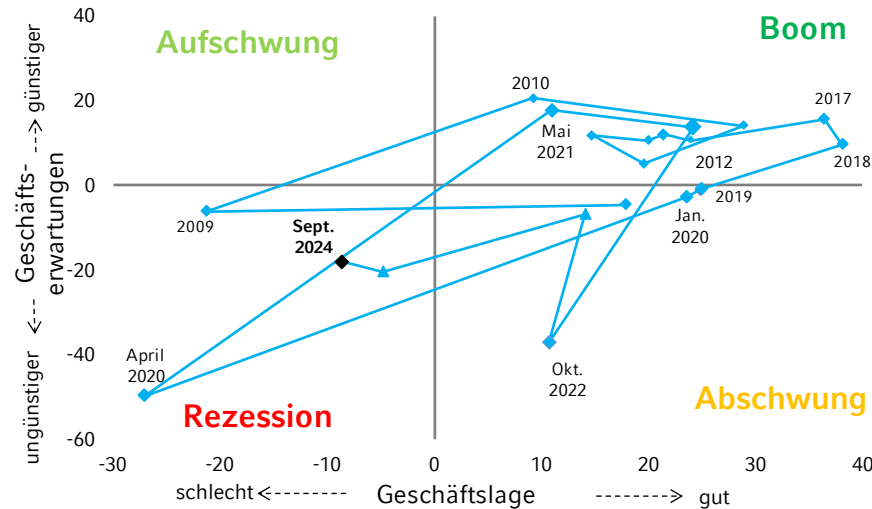 40
Aufschwung
Boom
20
2010
2017
Mai
2021
2012
2018
0
2009
2019
Jan.
2020
Sept.
2024
-20
-40
April
2020
Okt.
2022
Rezession
Abschwung
-60
-30
-20
-10
0
10
20
30
40
schlecht <-------- Geschäftslage --------> gut
ungünstiger <--- Geschäfts- ---> günstiger
erwartungen